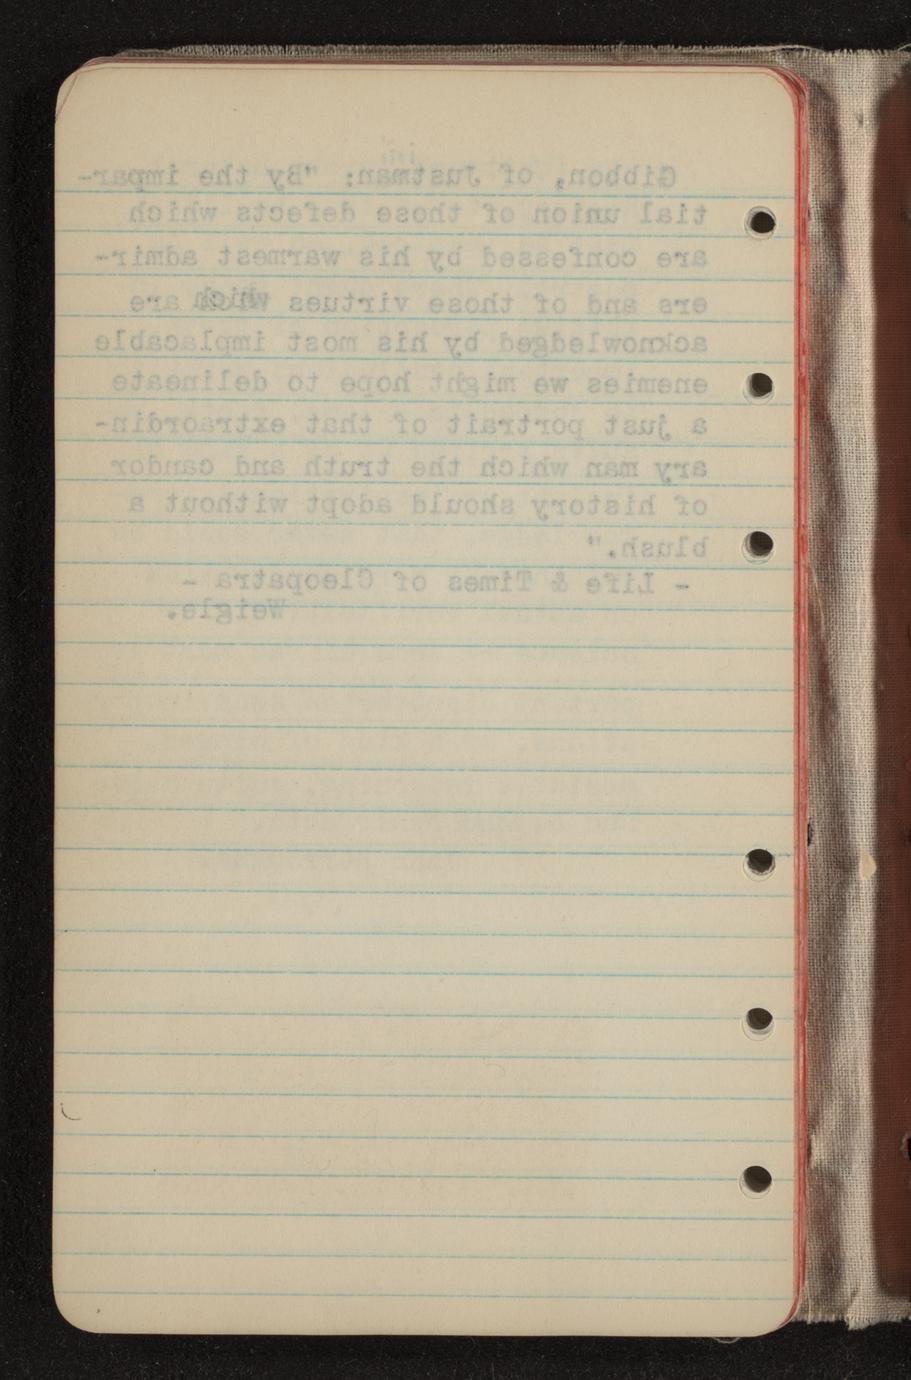 in
Gibbon, of Justman: "By the impar-
tial union of those defects which
are confessed by his warmest admir-
ers and of those virtues which are
acknowledged by his most implacable
enemies we might hope to delineate
a just portrait of that extraordin-
ary man which the truth and candor
of history should adopt without a
blush."
- Life & Times of Cleopatra -
Weigle.